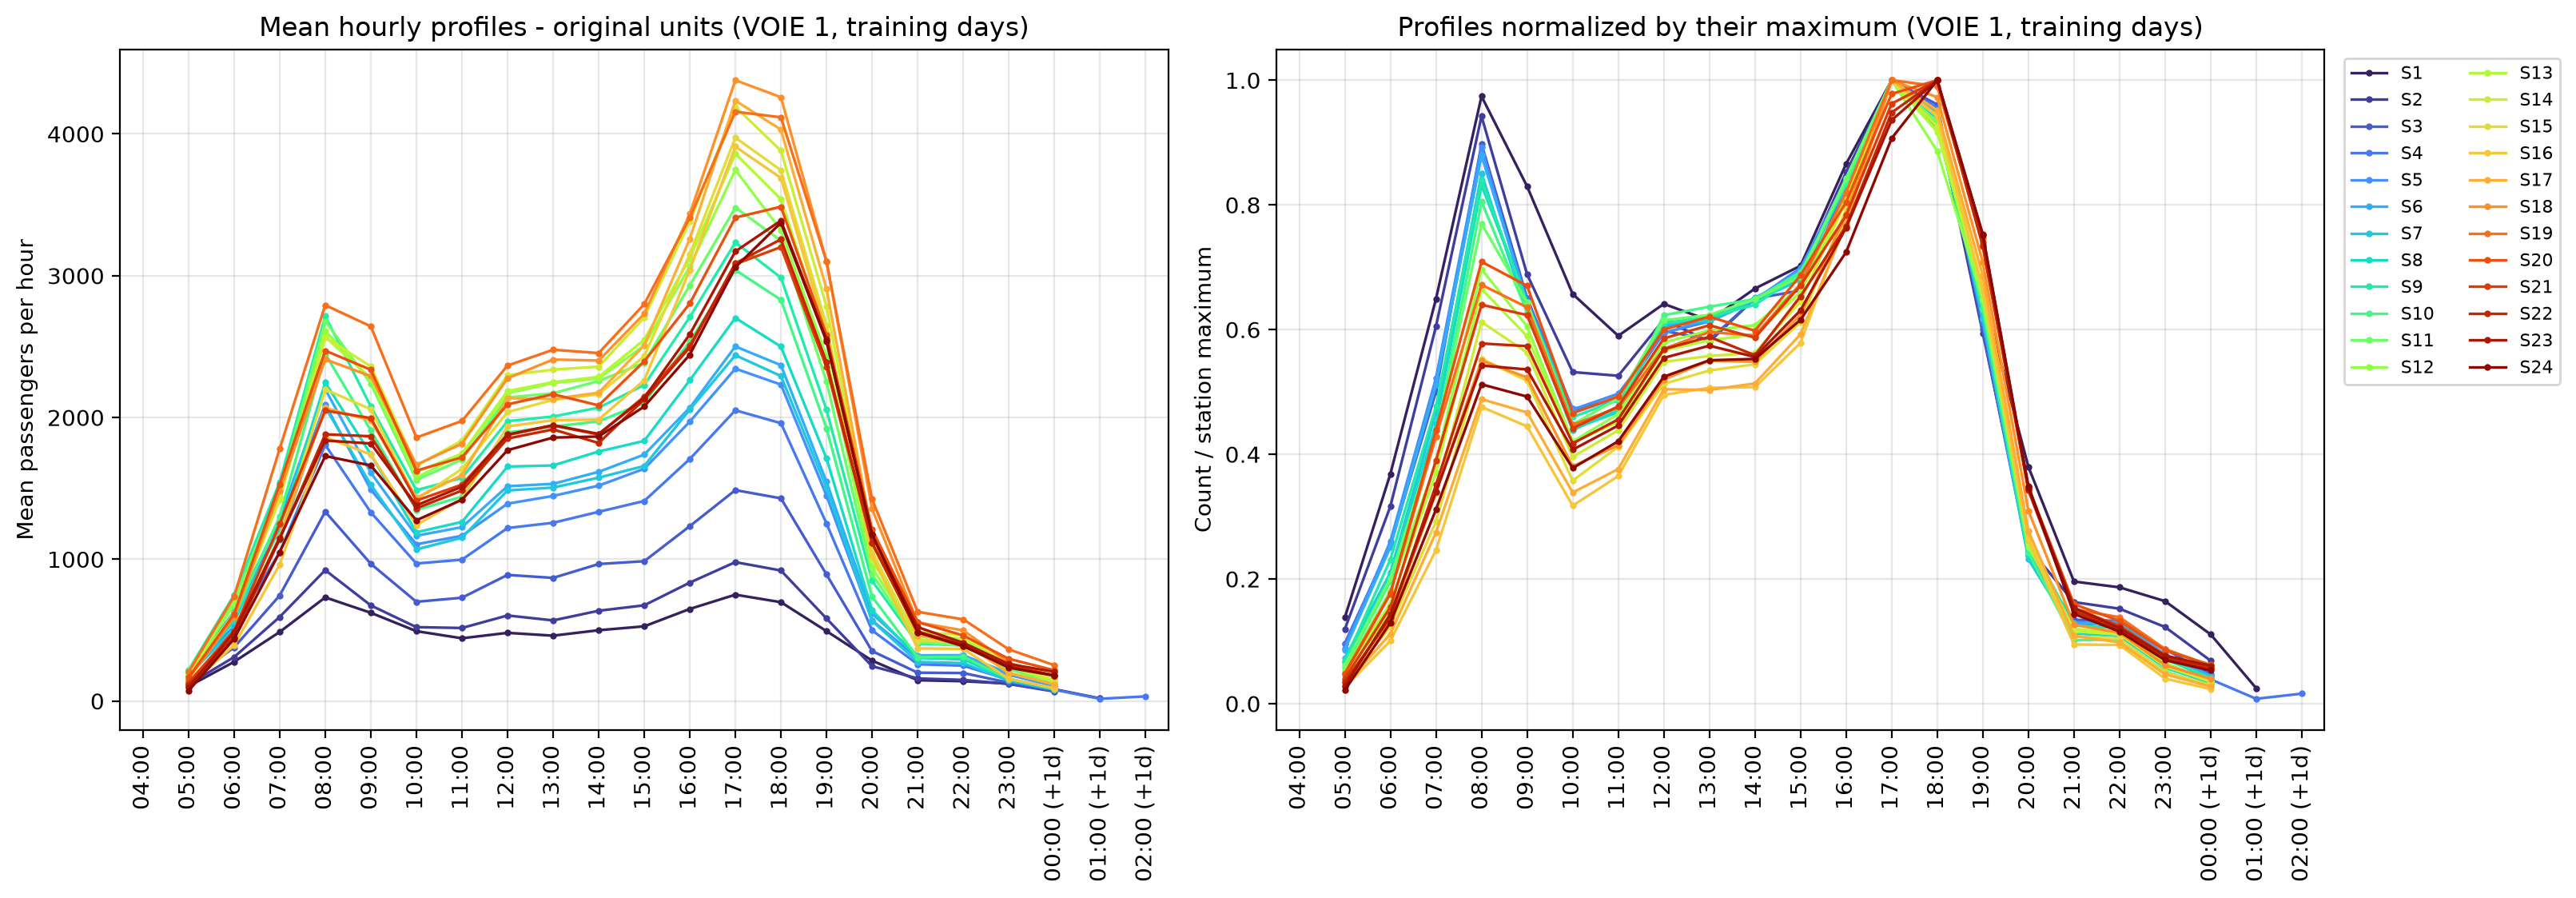 Mean hourly profiles - original units (VOIE 1, training days)
Mean passengers per hour
4000
3000
2000
1000
0
04:00
05:00
06:00
07:00
08:00
09:00
10:00
11:00
12:00
13:00
14:00
15:00
16:00
17:00
18:00
19:00
20:00
21:00
22:00
23:00
00:00 (+1d)
01:00 (+1d)
02:00 (+1d)
Profiles normalized by their maximum (VOIE 1, training days)
Count / station maximum
1.0
0.8
0.6
0.4
0.2
0.0
04:00
05:00
06:00
07:00
08:00
09:00
10:00
11:00
12:00
13:00
14:00
15:00
16:00
17:00
18:00
19:00
20:00
21:00
22:00
23:00
00:00 (+1d)
01:00 (+1d)
02:00 (+1d)
S1
S2
S3
S4
S5
S6
S7
S8
S9
S10
S11
S12
S13
S14
S15
S16
S17
S18
S19
S20
S21
S22
S23
S24